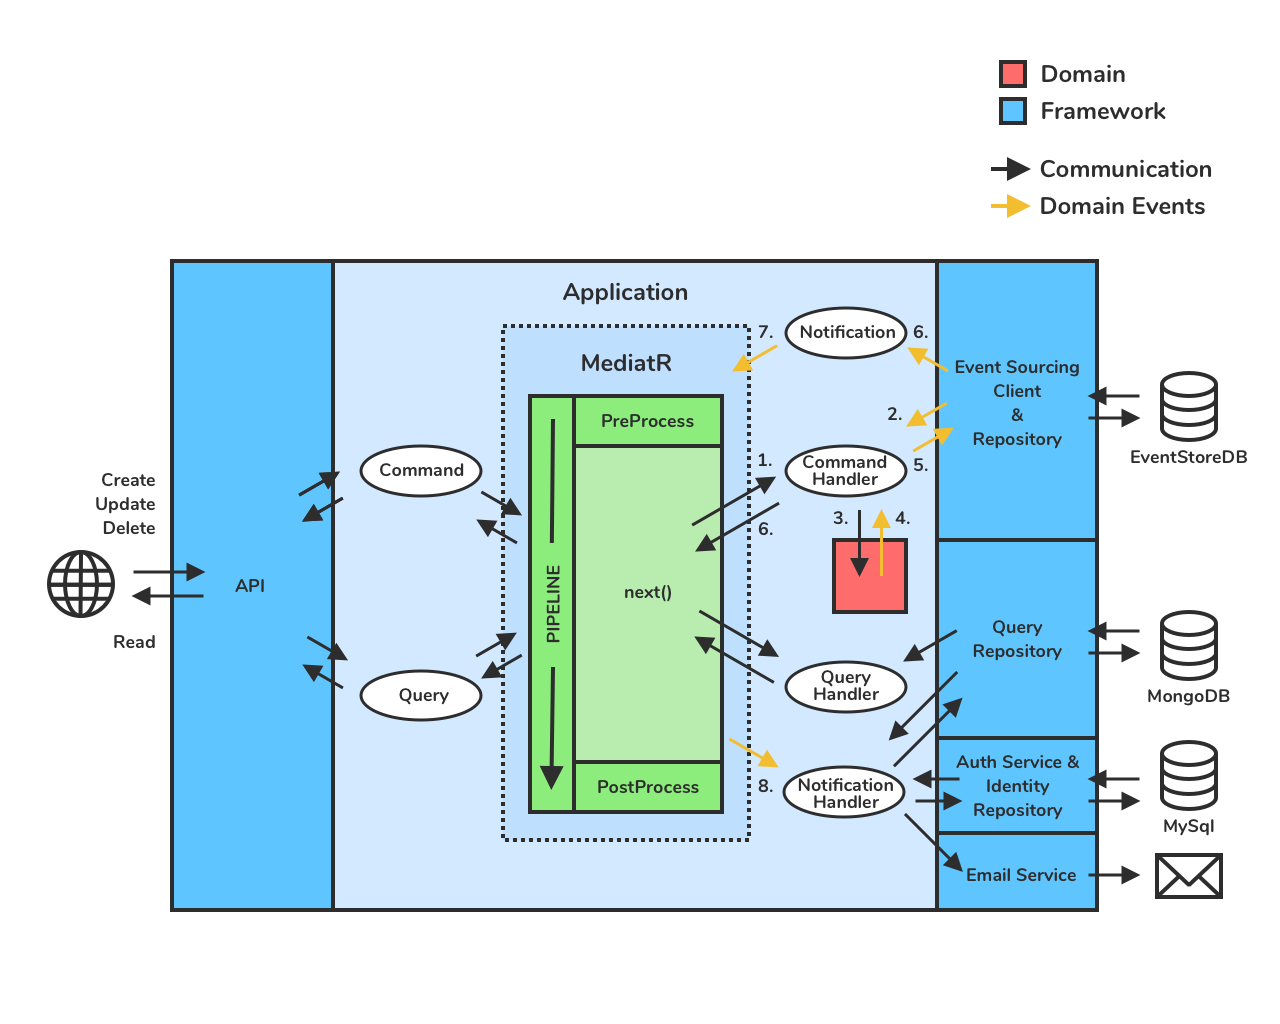 Domain
Framework
Communication
Domain Events
Application
MediatR
PreProcess
PIPELINE
next()
PostProcess
Create
Update
Delete
Read
API
Command
Query
7.
Notification
6.
2.
1.
Command
Handler
5.
6.
3.
4.
Query
Handler
8.
Notification
Handler
Event Sourcing
Client
&
Repository
EventStoreDB
Query
Repository
MongoDB
Auth Service &
Identity
Repository
MySql
Email Service